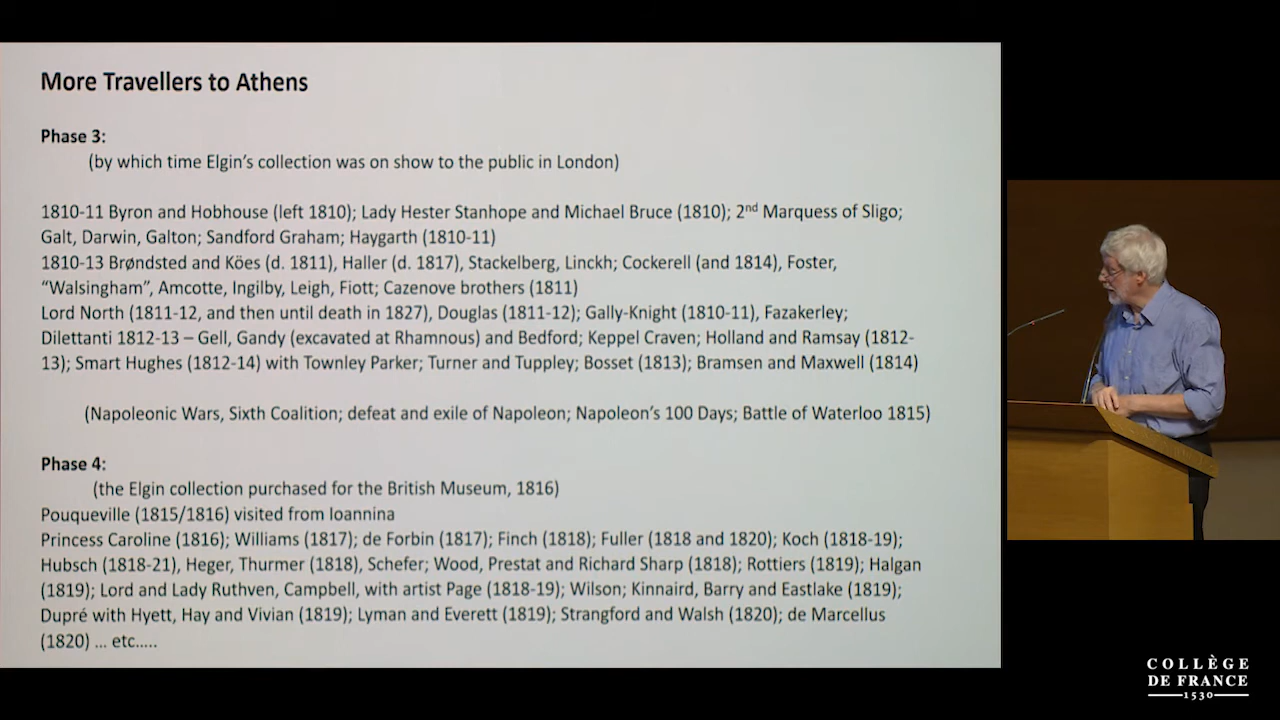 More Travellers to Athens
Phase 3:
(by which time Elgin's collection was on show to the public in London)
1810-11 Byron and Hobhouse (left 1810); Lady Hester Stanhope and Michael Bruce (1810); 2nd Marquess of Sligo;
Galt, Darwin, Galton; Sandford Graham; Haygarth (1810-11)
1810-13 Brøndsted and Köes (d. 1811), Haller (d. 1817), Stackelberg, Linckh; Cockerell (and 1814), Foster,
“Walsingham”, Amcotte, Ingilby, Leigh, Fiott; Cazenove brothers (1811)
Lord North (1811-12, and then until death in 1827), Douglas (1811-12); Gally-Knight (1810-11), Fazakerley;
Dilettanti 1812-13 – Gell, Gandy (excavated at Rhamnous) and Bedford; Keppel Craven; Holland and Ramsay (1812-
13); Smart Hughes (1812-14) with Townley Parker; Turner and Tuppley; Bosset (1813); Bramsen and Maxwell (1814)
(Napoleonic Wars, Sixth Coalition; defeat and exile of Napoleon; Napoleon's 100 Days; Battle of Waterloo 1815)
Phase 4:
(the Elgin collection purchased for the British Museum, 1816)
Pouqueville (1815/1816) visited from Ioannina
Princess Caroline (1816); Williams (1817); de Forbin (1817); Finch (1818); Fuller (1818 and 1820); Koch (1818-19);
Hubsch (1818-21), Heger, Thurmer (1818), Schefer; Wood, Prestat and Richard Sharp (1818); Rottiers (1819); Halgan
(1819); Lord and Lady Ruthven, Campbell, with artist Page (1818-19); Wilson; Kinnaird, Barry and Eastlake (1819);
Dupré with Hyett, Hay and Vivian (1819); Lyman and Everett (1819); Strangford and Walsh (1820); de Marcellus
(1820) ... etc.....
COLLÈGE
DE FRANCE
1530